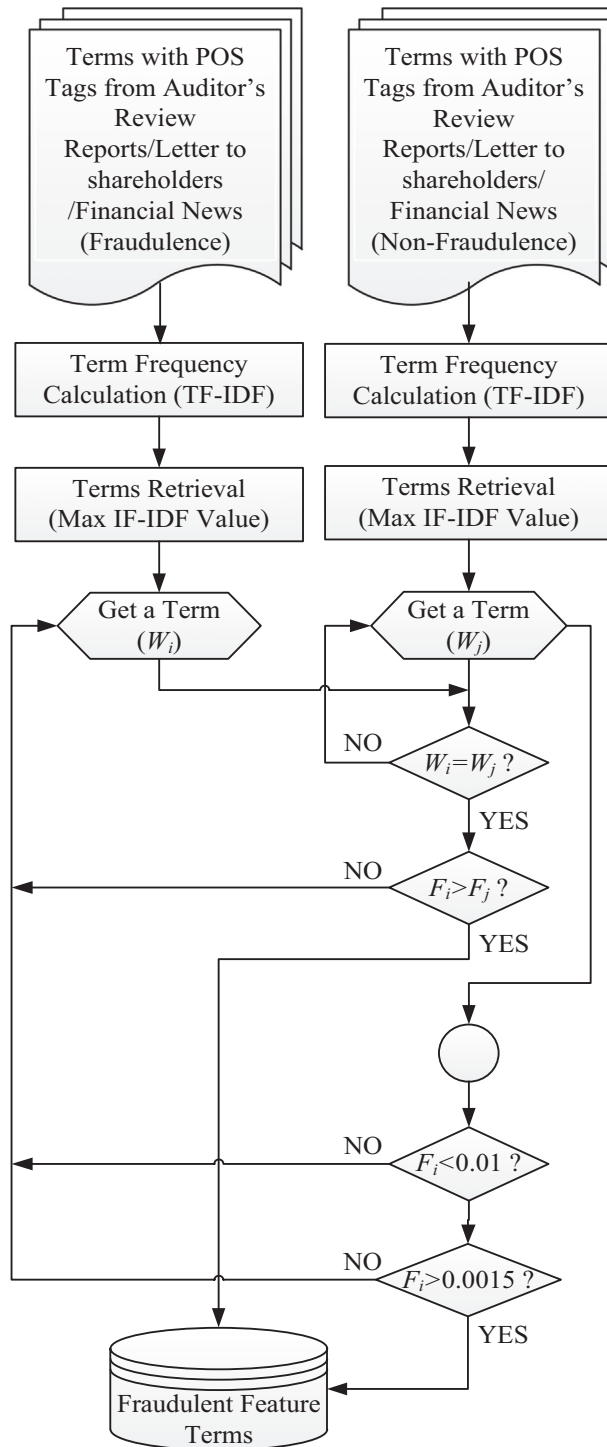 Terms with POS
Tags from Auditor's
Review
Reports/Letter to
shareholders
/Financial News
(Fraudulence)
Terms with POS
Tags from Auditor's
Review
Reports/Letter to
shareholders/
Financial News
(Non-Fraudulence)
Term Frequency
Calculation (TF-IDF)
Term Frequency
Calculation (TF-IDF)
Terms Retrieval
(Max IF-IDF Value)
Terms Retrieval
(Max IF-IDF Value)
Get a Term
(Wi)
Get a Term
(Wj)
NO
Wi=Wj ?
YES
NO
Fi>Fj ?
YES
NO
Fi<0.01 ?
NO
Fi>0.0015 ?
YES
Fraudulent Feature
Terms